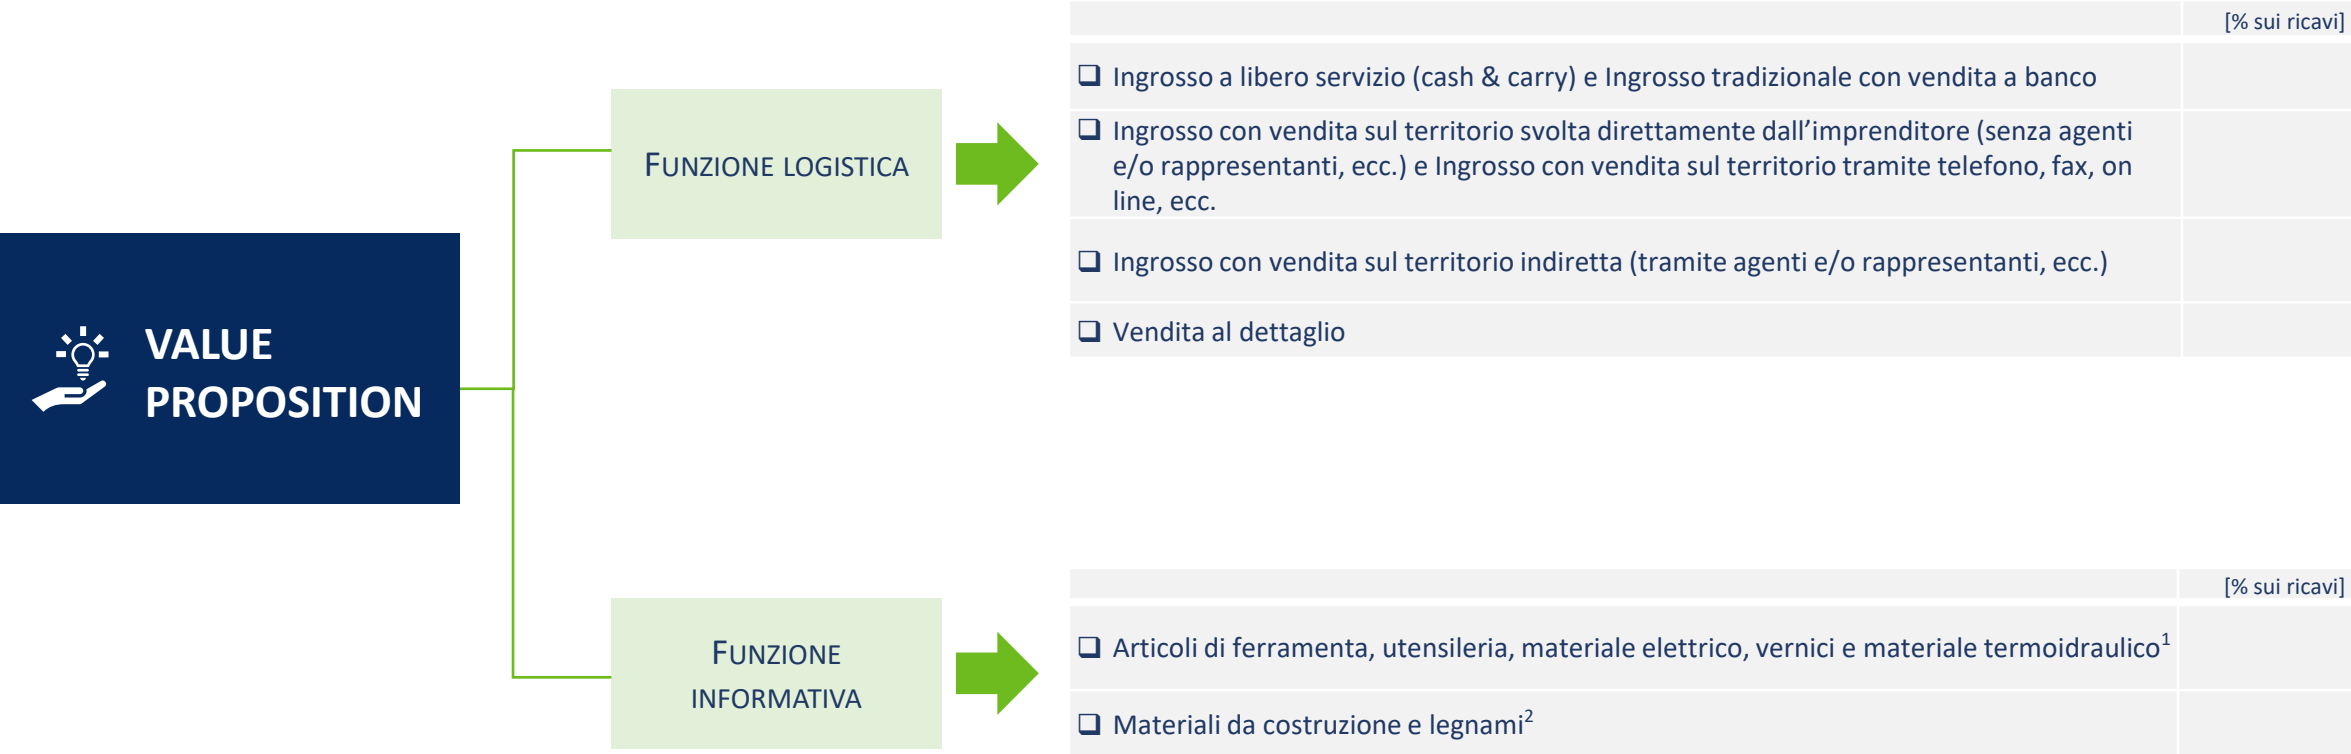 VALUE
PROPOSITION
FUNZIONE LOGISTICA
[% sui ricavi]
Ingrosso a libero servizio (cash & carry) e Ingrosso tradizionale con vendita a banco
Ingrosso con vendita sul territorio svolta direttamente dall’imprenditore (senza agenti
e/o rappresentanti, ecc.) e Ingrosso con vendita sul territorio tramite telefono, fax, on
line, ecc.
Ingrosso con vendita sul territorio indiretta (tramite agenti e/o rappresentanti, ecc.)
Vendita al dettaglio
FUNZIONE
INFORMATIVA
[% sui ricavi]
Articoli di ferramenta, utensileria, materiale elettrico, vernici e materiale termoidraulico¹
Materiali da costruzione e legnami²